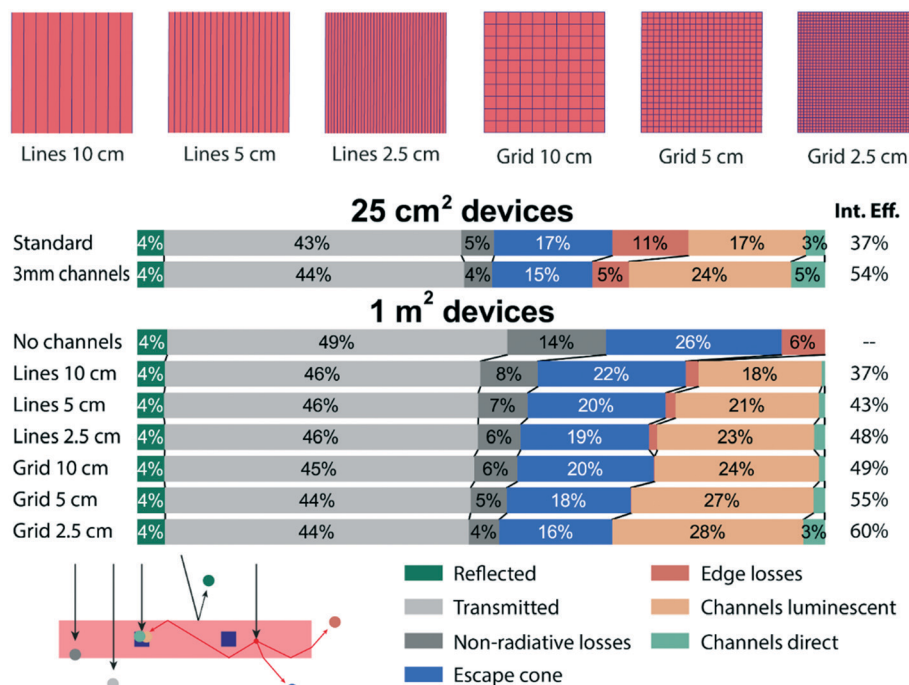 Lines 10 cm
Lines 5 cm
Lines 2.5 cm
Grid 10 cm
Grid 5 cm
Grid 2.5 cm
25 cm² devices
Int. Eff.
Standard 4% 43% 5% 17% 11% 17% 3% 37%
3mm channels 4% 44% 4% 15% 5% 24% 5% 54%
1 m² devices
No channels 4% 49% 14% 26% 6% --
Lines 10 cm 4% 46% 8% 22% 18% 37%
Lines 5 cm 4% 46% 7% 20% 21% 43%
Lines 2.5 cm 4% 46% 6% 19% 23% 48%
Grid 10 cm 4% 45% 6% 20% 24% 49%
Grid 5 cm 4% 44% 5% 18% 27% 55%
Grid 2.5 cm 4% 44% 4% 16% 28% 3% 60%
Reflected
Transmitted
Non-radiative losses
Escape cone
Edge losses
Channels luminescent
Channels direct